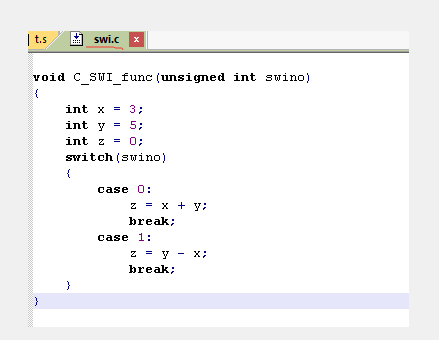 t.s swi.c x
void C_SWI_func(unsigned int swino)
{
    int x = 3;
    int y = 5;
    int z = 0;
    switch(swino)
    {
        case 0:
            z = x + y;
            break;
        case 1:
            z = y - x;
            break;
    }
}